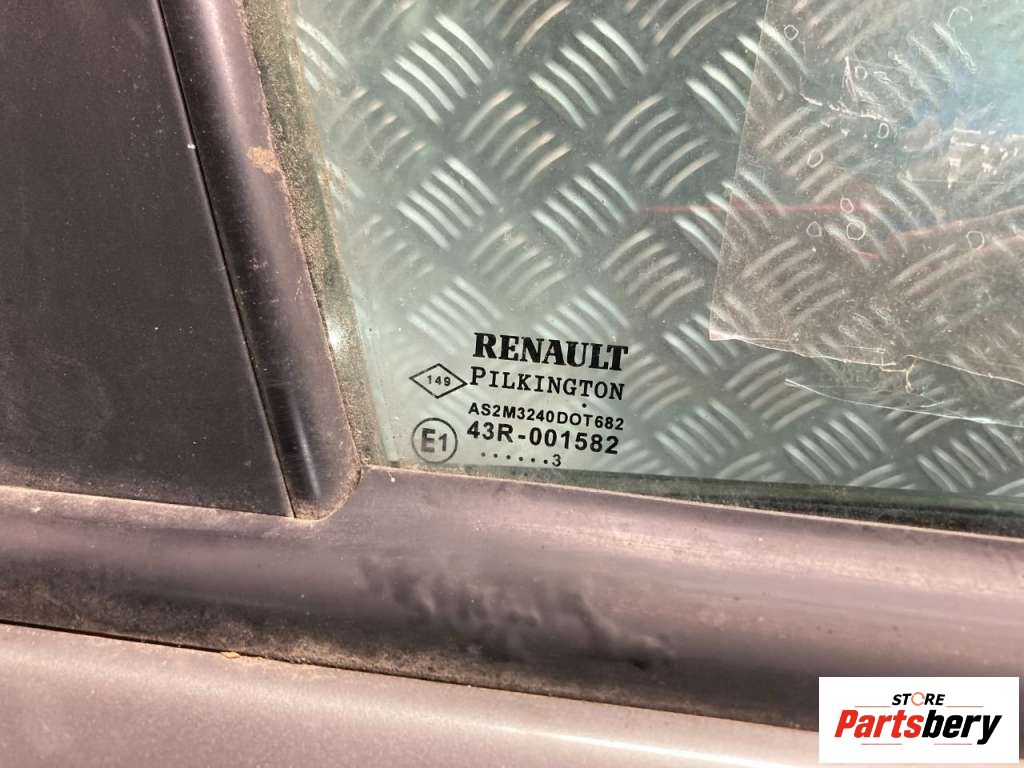 RENAULT
149
PILKINGTON
AS2M3240DOT682
E1
43R-001582
......3
STORE
Partsbery